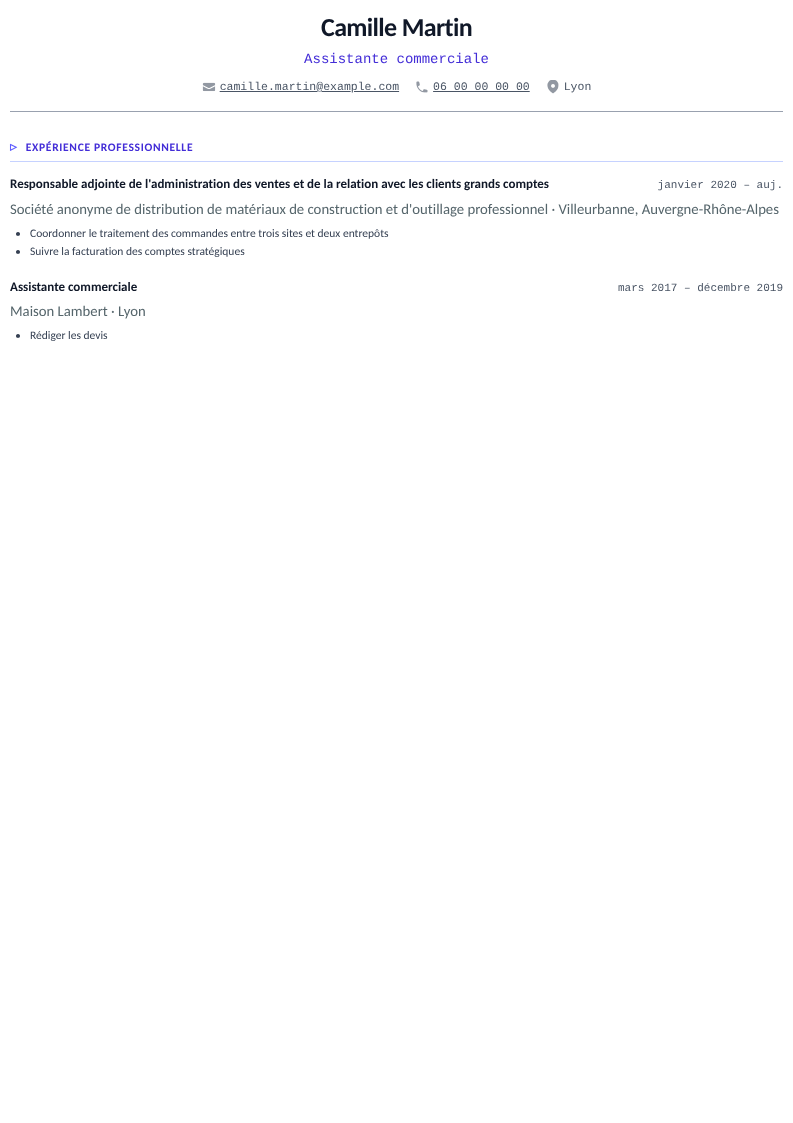 Camille Martin
Assistante commerciale
camille.martin@example.com 06 00 00 00 00 Lyon
EXPÉRIENCE PROFESSIONNELLE
Responsable adjointe de l'administration des ventes et de la relation avec les clients grands comptes janvier 2020 – auj.
Société anonyme de distribution de matériaux de construction et d'outillage professionnel · Villeurbanne, Auvergne-Rhône-Alpes
• Coordonner le traitement des commandes entre trois sites et deux entrepôts
• Suivre la facturation des comptes stratégiques
Assistante commerciale mars 2017 – décembre 2019
Maison Lambert · Lyon
• Rédiger les devis